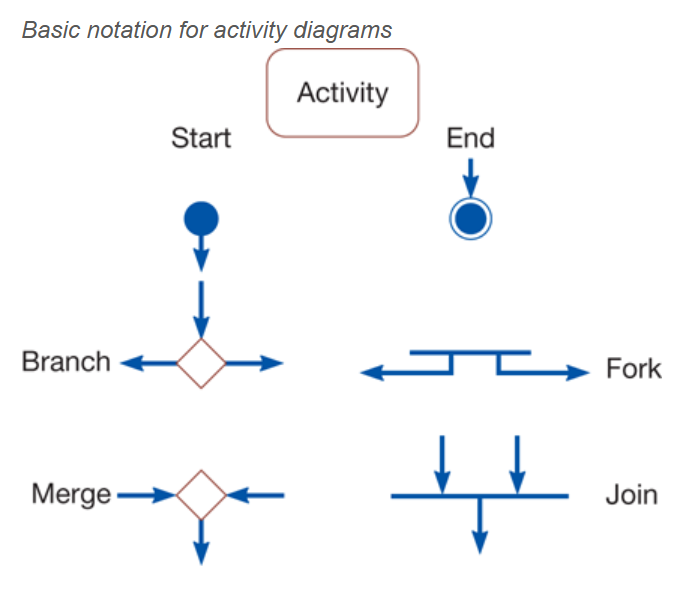 Basic notation for activity diagrams
Activity
Start
End
Branch
Fork
Merge
Join